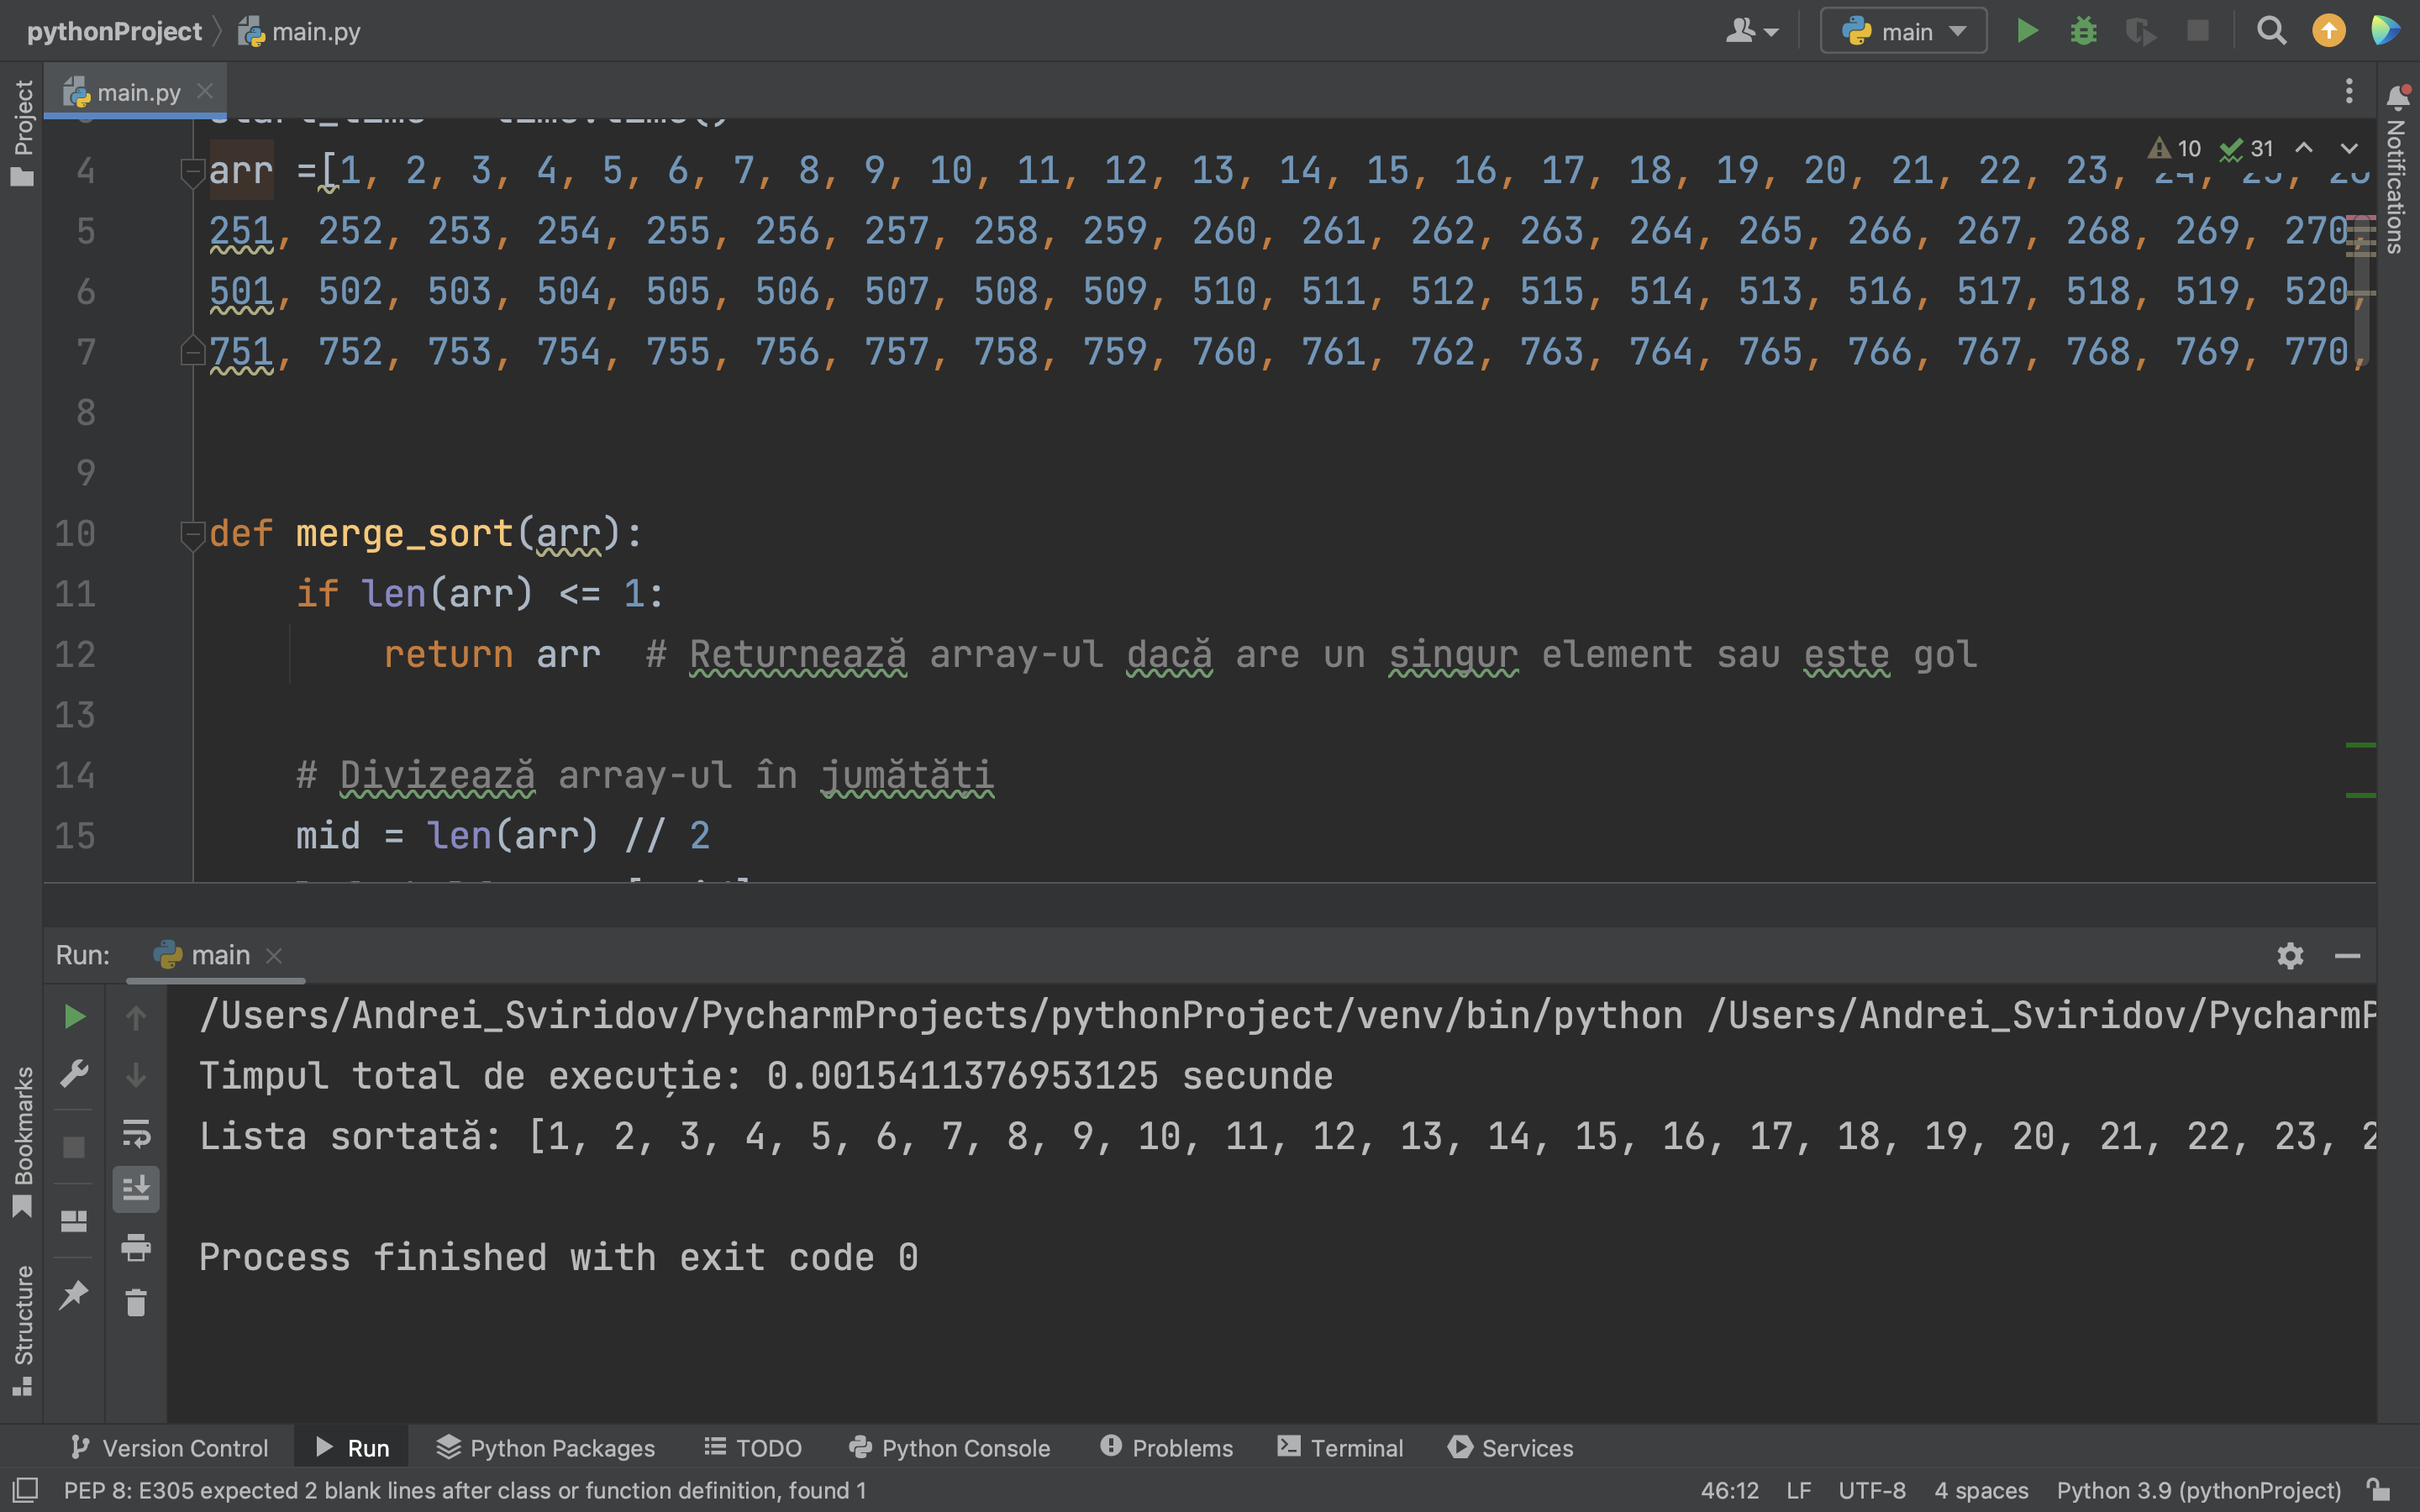 pythonProject main.py
main
Project
main.py
10 31
Notifications
4 arr =[1, 2, 3, 4, 5, 6, 7, 8, 9, 10, 11, 12, 13, 14, 15, 16, 17, 18, 19, 20, 21, 22, 23,
5 251, 252, 253, 254, 255, 256, 257, 258, 259, 260, 261, 262, 263, 264, 265, 266, 267, 268, 269, 270,
6 501, 502, 503, 504, 505, 506, 507, 508, 509, 510, 511, 512, 515, 514, 513, 516, 517, 518, 519, 520,
7 751, 752, 753, 754, 755, 756, 757, 758, 759, 760, 761, 762, 763, 764, 765, 766, 767, 768, 769, 770,
8
9
10 def merge_sort(arr):
11 if len(arr) <= 1:
12 return arr # Returnează array-ul dacă are un singur element sau este gol
13
14 # Divizează array-ul în jumătăți
15 mid = len(arr) // 2
Run: main
/Users/Andrei_Sviridov/PycharmProjects/pythonProject/venv/bin/python /Users/Andrei_Sviridov/PycharmP
Timpul total de execuție: 0.0015411376953125 secunde
Lista sortată: [1, 2, 3, 4, 5, 6, 7, 8, 9, 10, 11, 12, 13, 14, 15, 16, 17, 18, 19, 20, 21, 22, 23, 2
Process finished with exit code 0
Bookmarks
Structure
Version Control Run Python Packages TODO Python Console Problems Terminal Services
PEP 8: E305 expected 2 blank lines after class or function definition, found 1 46:12 LF UTF-8 4 spaces Python 3.9 (pythonProject)